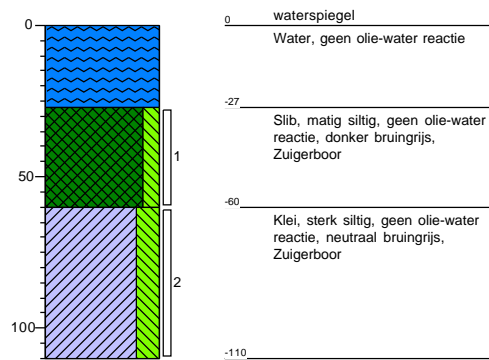 0
waterspiegel
0
Water, geen olie-water reactie
-27
Slib, matig siltig, geen olie-water
reactie, donker bruingrijs,
Zuigerboor
1
50
-60
Klei, sterk siltig, geen olie-water
reactie, neutraal bruingrijs,
Zuigerboor
2
100
-110